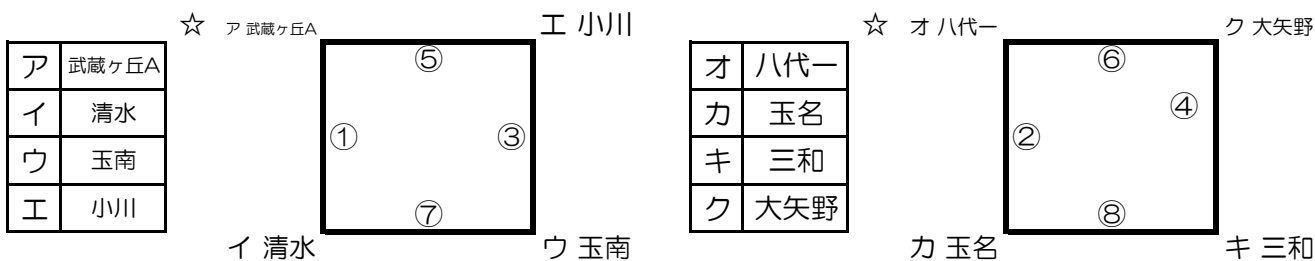 ☆ ア 武蔵ヶ丘A
エ 小川
ア 武蔵ヶ丘A
イ 清水
ウ 玉南
エ 小川
⑤
①
③
⑦
イ 清水
ウ 玉南
☆ オ 八代一
ク 大矢野
オ 八代一
カ 玉名
キ 三和
ク 大矢野
⑥
④
②
⑧
カ 玉名
キ 三和